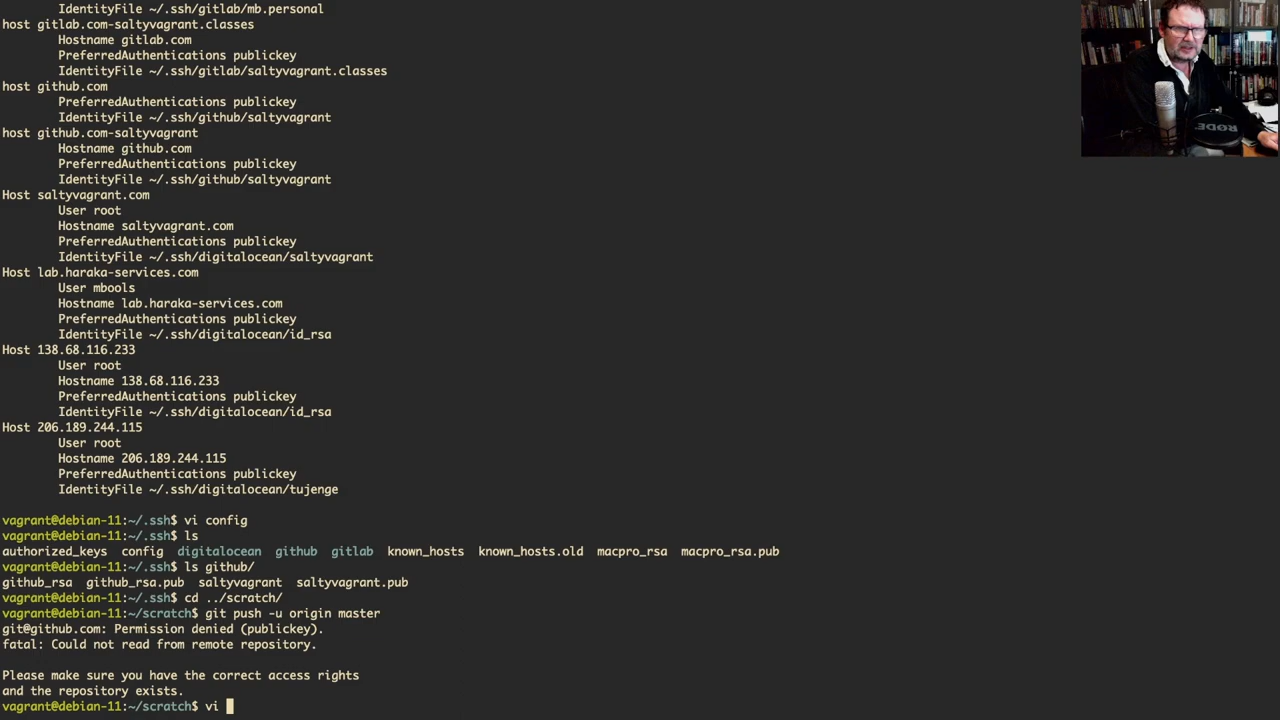 IdentityFile ~/.ssh/gitlab/mb.personal
host gitlab.com-saltyvagrant.classes
Hostname gitlab.com
PreferredAuthentications publickey
IdentityFile ~/.ssh/gitlab/saltyvagrant.classes
host github.com
PreferredAuthentications publickey
IdentityFile ~/.ssh/github/saltyvagrant
host github.com-saltyvagrant
Hostname github.com
PreferredAuthentications publickey
IdentityFile ~/.ssh/github/saltyvagrant
Host saltyvagrant.com
User root
Hostname saltyvagrant.com
PreferredAuthentications publickey
IdentityFile ~/.ssh/digitalocean/saltyvagrant
Host lab.haraka-services.com
User mbools
Hostname lab.haraka-services.com
PreferredAuthentications publickey
IdentityFile ~/.ssh/digitalocean/id_rsa
Host 138.68.116.233
User root
Hostname 138.68.116.233
PreferredAuthentications publickey
IdentityFile ~/.ssh/digitalocean/id_rsa
Host 206.189.244.115
User root
Hostname 206.189.244.115
PreferredAuthentications publickey
IdentityFile ~/.ssh/digitalocean/tujenge
vagrant@debian-11:~/.ssh$ vi config
vagrant@debian-11:~/.ssh$ ls
authorized_keys config digitalocean github gitlab known_hosts known_hosts.old macpro_rsa macpro_rsa.pub
vagrant@debian-11:~/.ssh$ ls github/
github_rsa github_rsa.pub saltyvagrant saltyvagrant.pub
vagrant@debian-11:~/.ssh$ cd ../scratch/
vagrant@debian-11:~/scratch$ git push -u origin master
git@github.com: Permission denied (publickey).
fatal: Could not read from remote repository.
Please make sure you have the correct access rights
and the repository exists.
vagrant@debian-11:~/scratch$ vi
RØDE